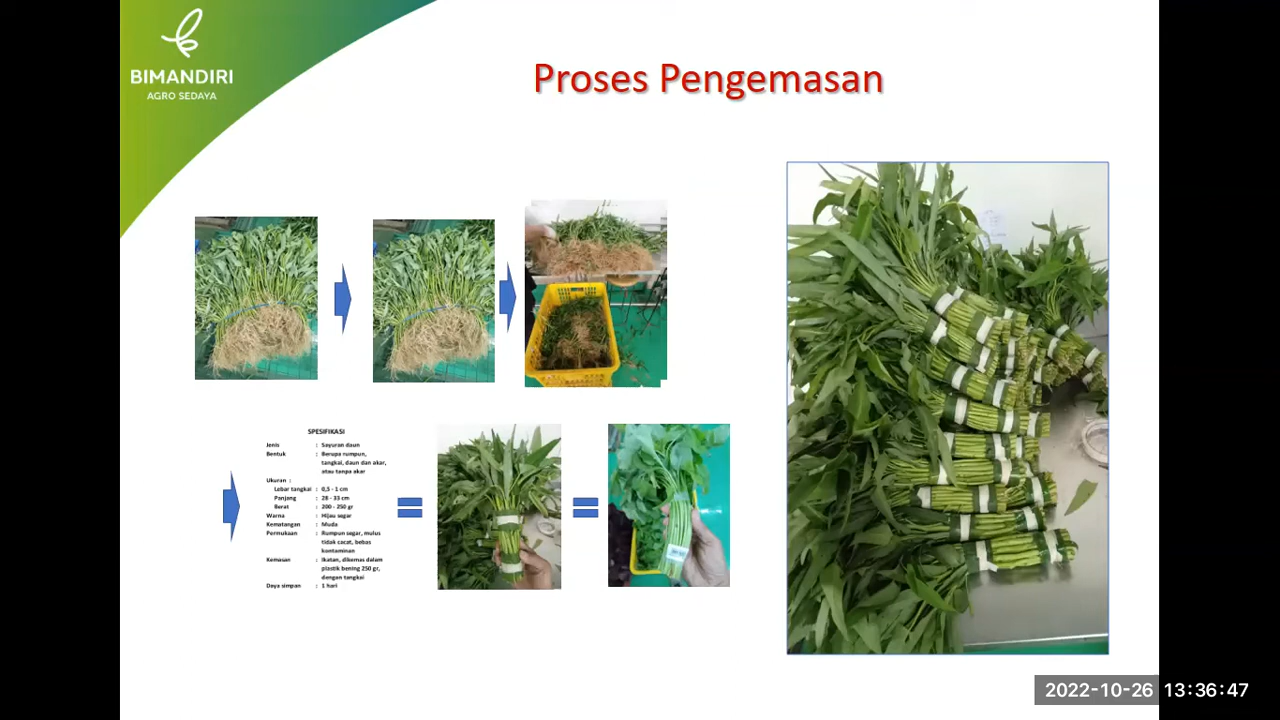 BIMANDIRI
AGRO SEDAYA
Proses Pengemasan
SPESIFIKASI
Jenis : Sayuran daun
Bentuk : Berupa rumpun,
tangkai, daun dan akar,
atau tanpa akar
Ukuran :
Lebar tangkai : 0,5 - 1 cm
Panjang : 28 - 33 cm
Berat : 200 - 250 gr
Warna : Hijau segar
Kematangan : Muda
Permukaan : Rumpun segar, mulus
tidak cacat, bebas
kontaminan
Kemasan : Ikatan, dikemas dalam
plastik bening 250 gr,
dengan tangkai
Daya simpan : 1 hari
2022-10-26 13:36:47